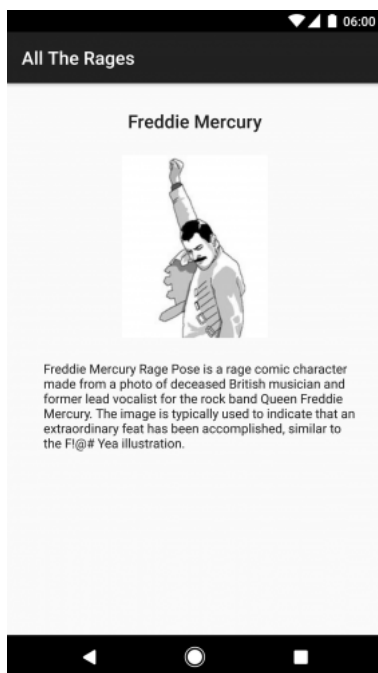 06:00
All The Rages
Freddie Mercury
Freddie Mercury Rage Pose is a rage comic character
made from a photo of deceased British musician and
former lead vocalist for the rock band Queen Freddie
Mercury. The image is typically used to indicate that an
extraordinary feat has been accomplished, similar to
the F!@# Yea illustration.